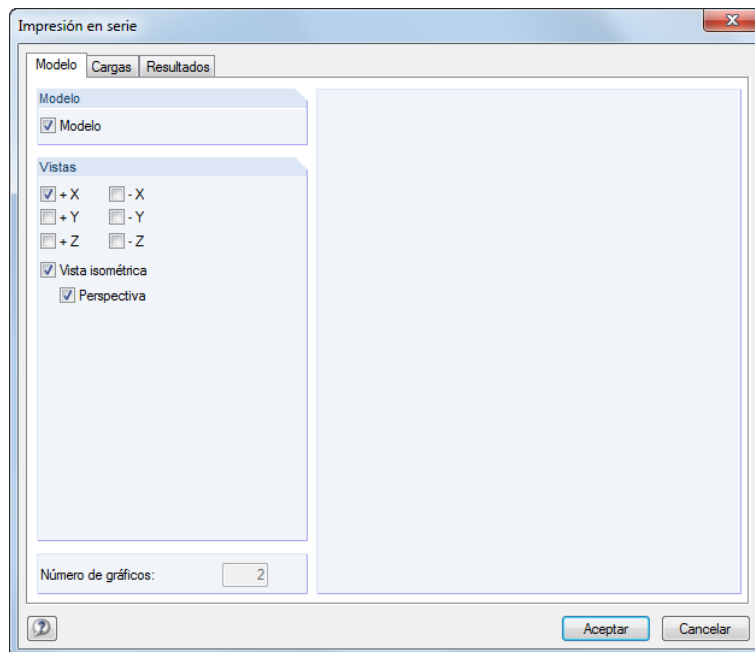 Impresión en serie
Modelo Cargas Resultados
Modelo
Modelo
Vistas
+ X - X
+ Y - Y
+ Z - Z
Vista isométrica
Perspectiva
Número de gráficos: 2
Aceptar Cancelar